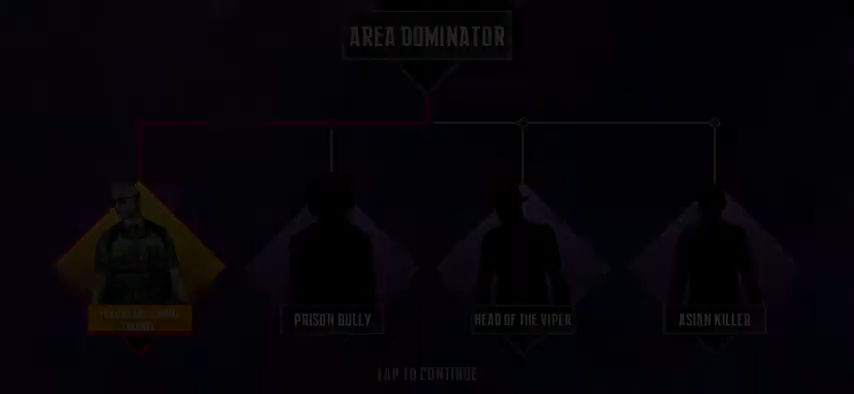 AREA DOMINATOR
PRISON BULLY
HEAD OF THE VIPER
ASIAN KILLER
TAP TO CONTINUE